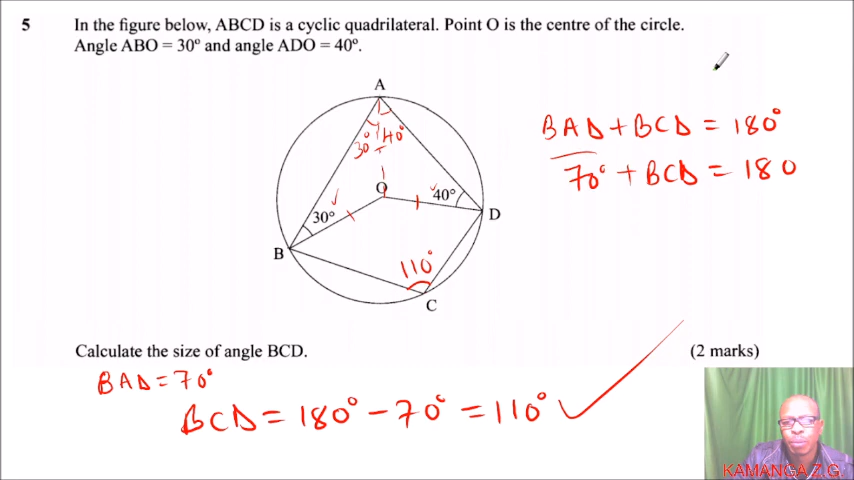 5 In the figure below, ABCD is a cyclic quadrilateral. Point O is the centre of the circle.
Angle ABO = 30° and angle ADO = 40°.
A
30° 40°
BAD + BCD = 180°
70° + BCD = 180
O
30°
40°
D
B
110°
C
Calculate the size of angle BCD. (2 marks)
BAD = 70°
BCD = 180° - 70° = 110°
KAMANGA Z.G